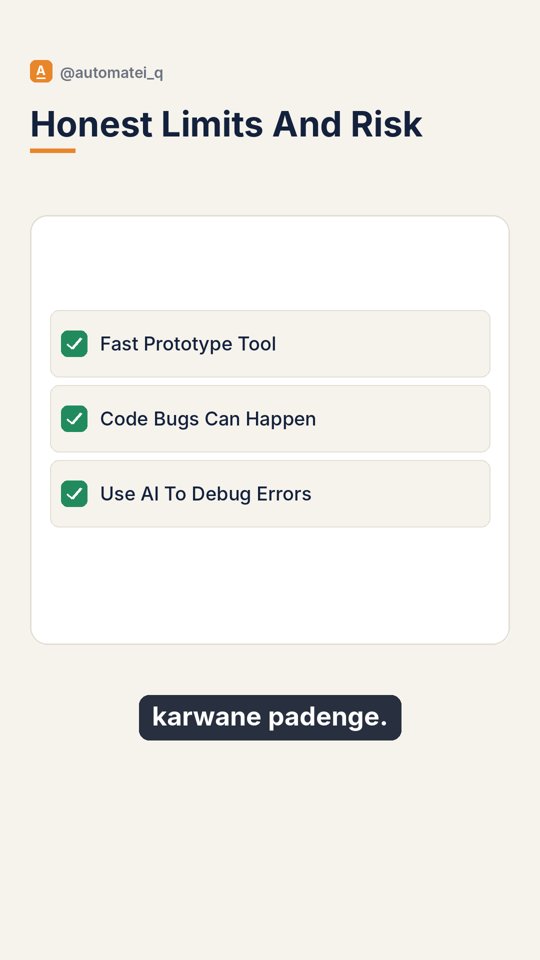 A @automatei_q
Honest Limits And Risk
Fast Prototype Tool
Code Bugs Can Happen
Use AI To Debug Errors
karwane padenge.